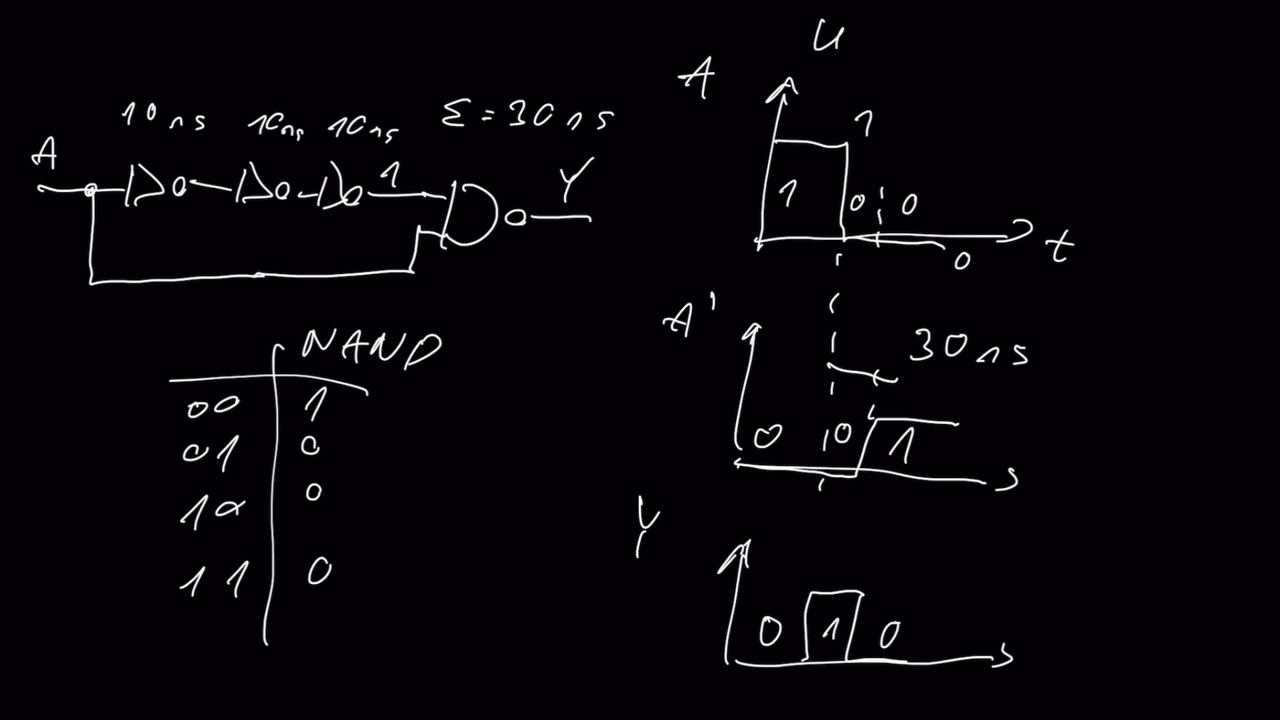 10ns 10ns 10ns Σ = 30ns
A 1 Y
NAND
00 1
01 0
10 0
11 0
U
A
1
1 0 0
0 t
A'
30ns
0 0 1
Y
0 1 0